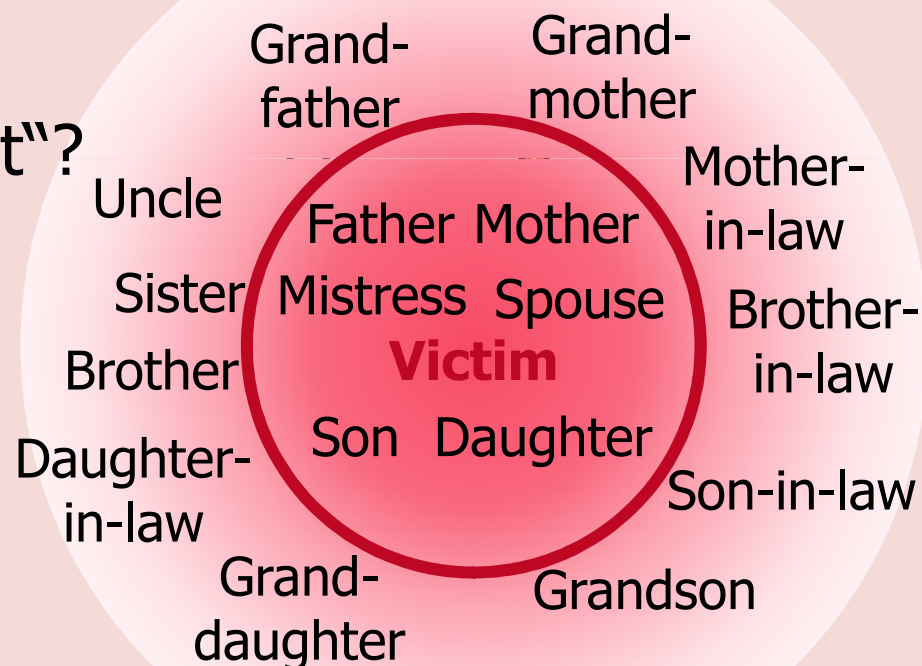 Grand-
father
Grand-
mother
t“?
Uncle
Mother-
in-law
Father Mother
Sister
Mistress Spouse
Brother-
in-law
Brother
Victim
Son Daughter
Daughter-
in-law
Son-in-law
Grand-
daughter
Grandson